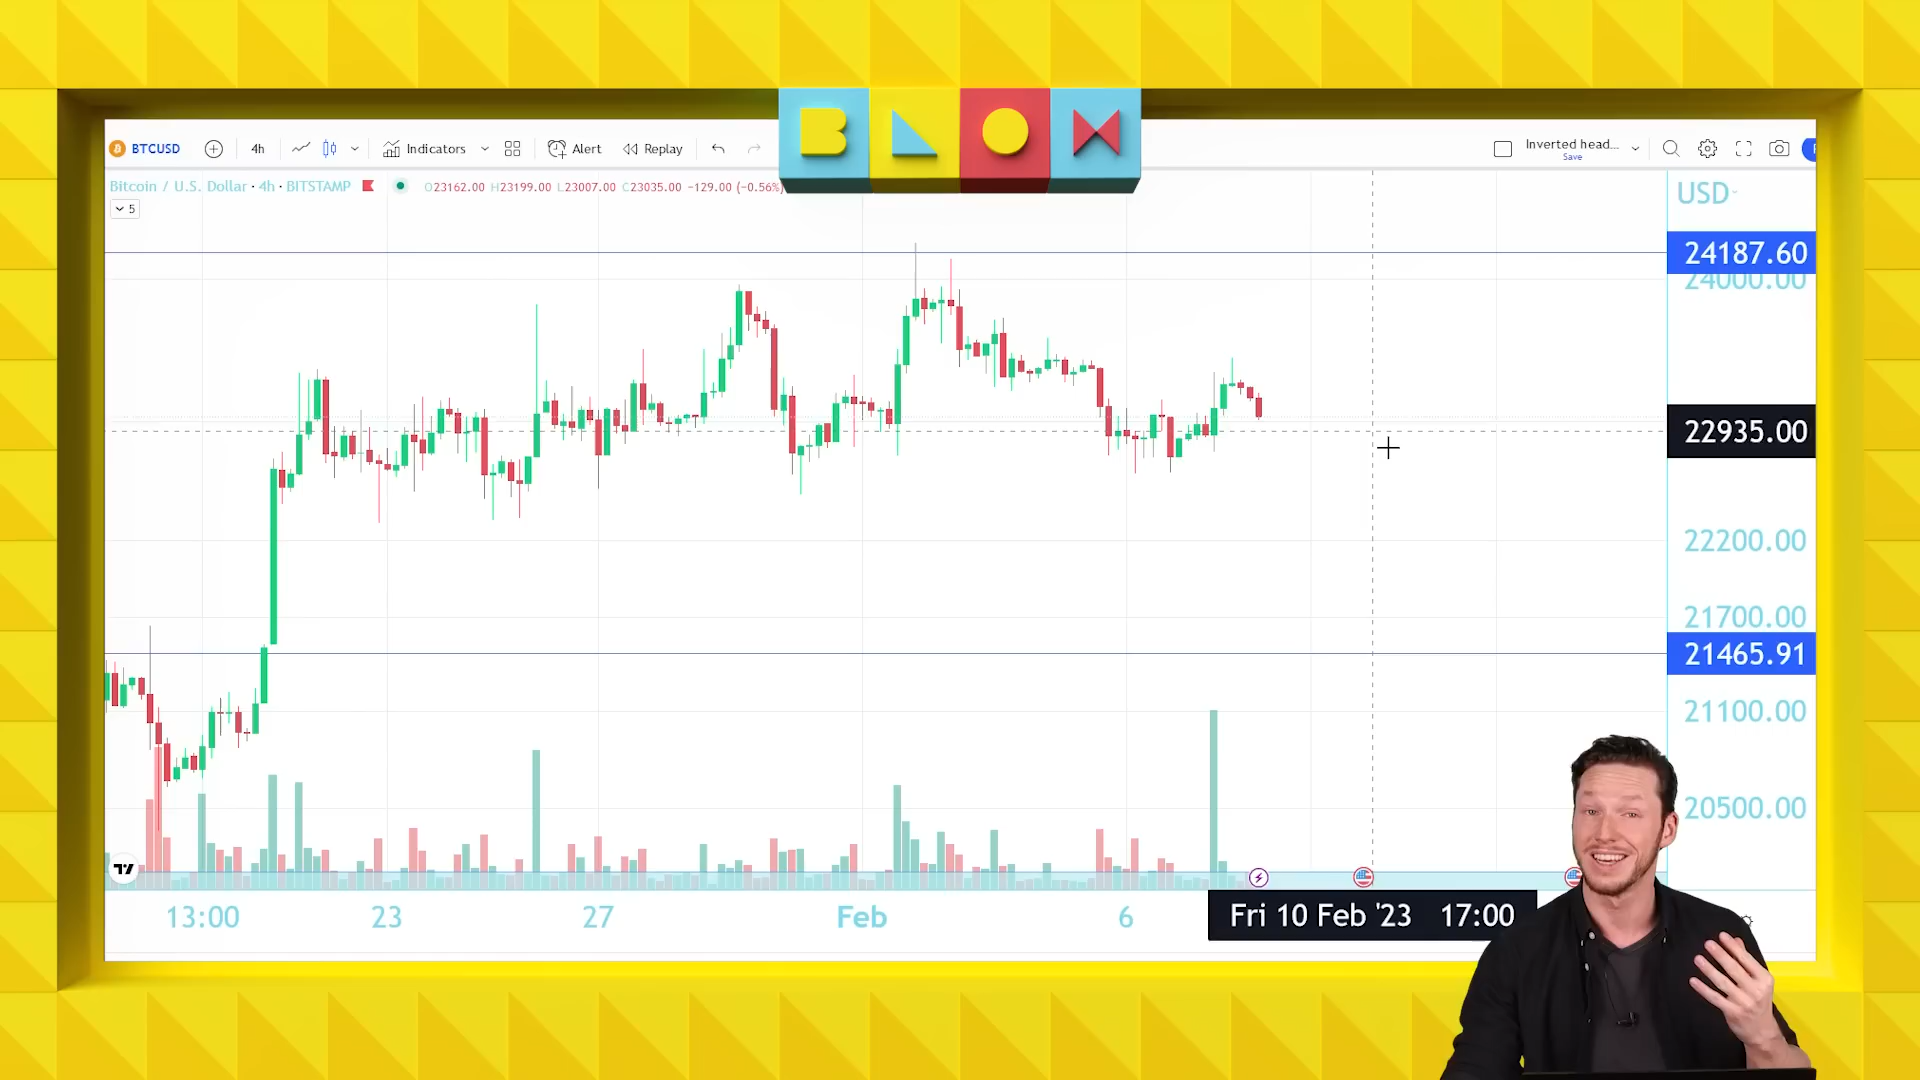 BLOX
BTCUSD 4h Indicators Alert Replay Inverted head...
Save
Bitcoin / U.S. Dollar · 4h · BITSTAMP O23162.00 H23199.00 L23007.00 C23035.00 −129.00 (−0.56%)
5
USD
24187.60
24000.00
22935.00
22200.00
21700.00
21465.91
21100.00
20500.00
13:00 23 27 Feb 6 Fri 10 Feb '23 17:00